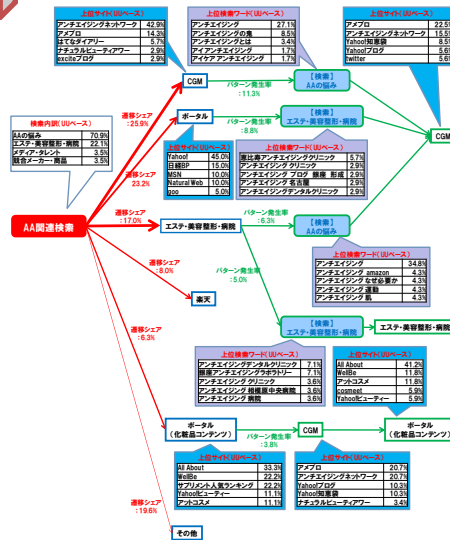 上位サイト(UUベース)
アンチエイジングネットワーク 42.9%
アメブロ 14.3%
はてなダイアリー 5.7%
ナチュラルビューティアワー 2.9%
exciteブログ 2.9%
上位検索ワード(UUベース)
アンチエイジング 27.1%
アンチエイジングの鬼 8.5%
アンチエイジングとは 3.4%
アイ アンチエイジング 1.7%
アイケア アンチエイジング 1.7%
上位サイト(UUベース)
アメブロ 22.5%
アンチエイジングネットワーク 15.5%
Yahoo!知恵袋 8.5%
Yahoo!ブログ 5.6%
twitter 5.6%
CGM
パターン発生率
:11.3%
【検索】
AAの悩み
検索内訳(UUベース)
AAの悩み 70.9%
エステ・美容整形・病院 22.1%
メディア・タレント 3.5%
競合メーカー・商品 3.5%
遷移シェア
:25.9%
ポータル
パターン発生率
:8.8%
【検索】
エステ・美容整形・病院
CGM
上位サイト(UUベース)
Yahoo! 45.0%
日経BP 15.0%
MSN 10.0%
Natural Web 10.0%
goo 5.0%
上位検索ワード(UUベース)
恵比寿アンチエイジングクリニック 5.7%
アンチエイジング クリニック 2.9%
アンチエイジング ブログ 銀座 形成 2.9%
アンチエイジング 名古屋 2.9%
アンチエイジングデンタルクリニック 2.9%
遷移シェア
:23.2%
AA関連検索
遷移シェア
:17.0%
エステ・美容整形・病院
パターン発生率
:6.3%
【検索】
AAの悩み
上位検索ワード(UUベース)
アンチエイジング 34.8%
アンチエイジング amazon 4.3%
アンチエイジング なぜ必要か 4.3%
アンチエイジング 運動 4.3%
アンチエイジング 肌 4.3%
遷移シェア
:8.0%
パターン発生率
:5.0%
楽天
【検索】
エステ・美容整形・病院
エステ・美容整形・病院
遷移シェア
:6.3%
上位検索ワード(UUベース)
アンチエイジングデンタルクリニック 7.1%
銀座アンチエイジングラボラトリー 7.1%
アンチエイジング クリニック 3.6%
アンチエイジング 相模原中央病院 3.6%
アンチエイジング 病院 3.6%
上位サイト(UUベース)
All About 41.2%
WellBe 11.8%
アットコスメ 11.8%
cosmeet 5.9%
Yahoo!ビューティー 5.9%
ポータル
(化粧品コンテンツ)
パターン発生率
:3.8%
CGM
ポータル
(化粧品コンテンツ)
上位サイト(UUベース)
All About 33.3%
WellBe 22.2%
サプリメント人気ランキング 22.2%
Yahoo!ビューティー 11.1%
アットコスメ 11.1%
上位サイト(UUベース)
アメブロ 20.7%
アンチエイジングネットワーク 20.7%
Yahoo!ブログ 10.3%
Yahoo!知恵袋 10.3%
ナチュラルビューティアワー 3.4%
遷移シェア
:19.6%
その他